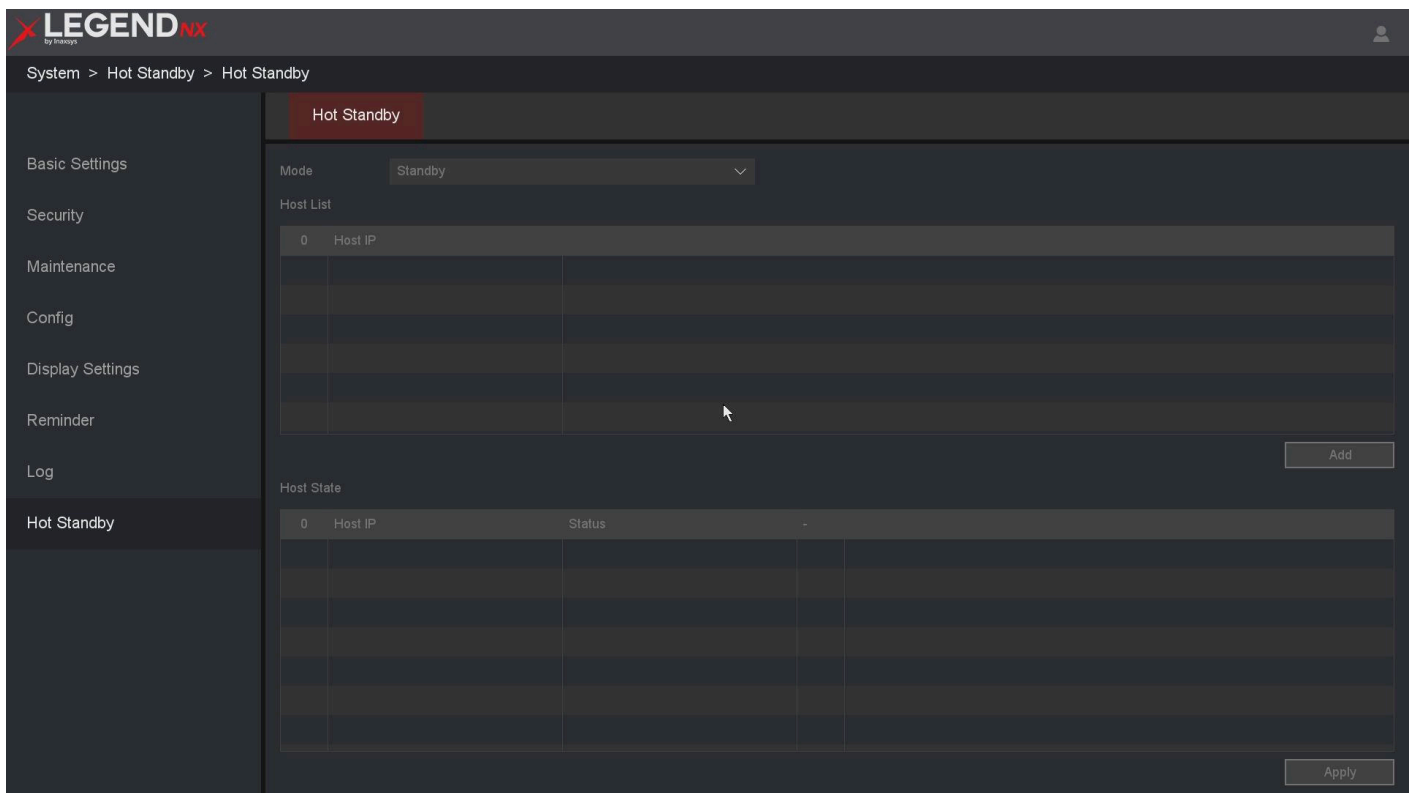 LEGEND NX
by Inaxsys
System > Hot Standby > Hot Standby
Hot Standby
Basic Settings
Security
Maintenance
Config
Display Settings
Reminder
Log
Hot Standby
Mode Standby
Host List
0 Host IP
Add
Host State
0 Host IP Status -
Apply